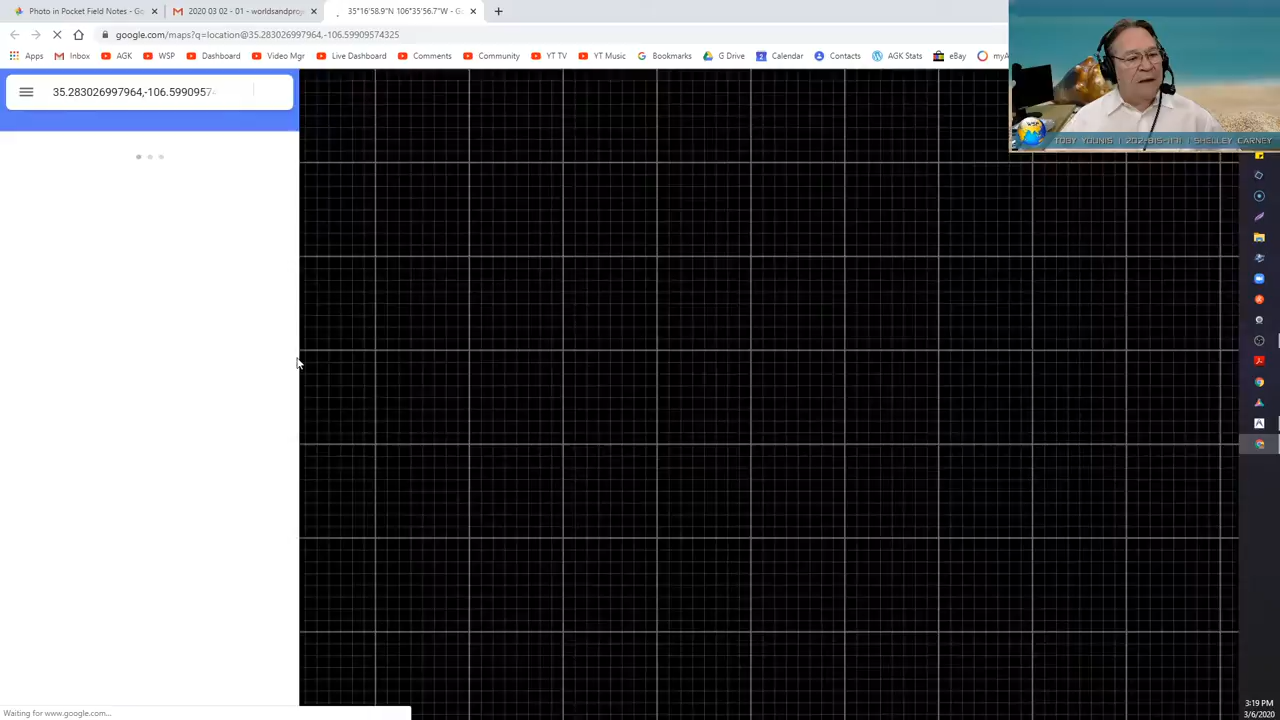 Photo in Pocket Field Notes - Go
2020 03 02 - 01 - worldsandproj
35°16'58.9"N 106°35'56.7"W - Go
google.com/maps?q=location@35.283026997964,-106.59909574325
Apps
Inbox
AGK
WSP
Dashboard
Video Mgr
Live Dashboard
Comments
Community
YT TV
YT Music
Bookmarks
G Drive
Calendar
Contacts
AGK Stats
eBay
35.283026997964,-106.5990957
WSP
TOBY YOUNIS | 202-915-1171 | SHELLEY CARNEY
Waiting for www.google.com...
3:19 PM
3/6/2020